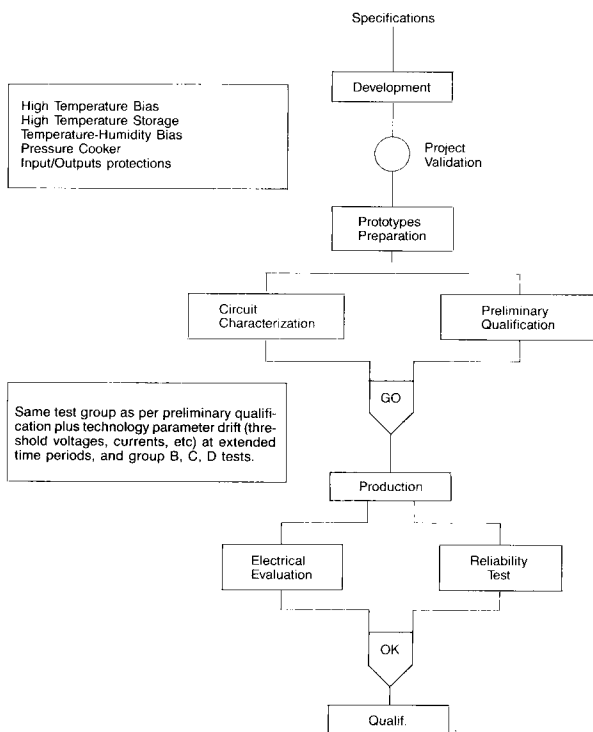 Specifications
Development
High Temperature Bias
High Temperature Storage
Temperature-Humidity Bias
Pressure Cooker
Input/Outputs protections
Project
Validation
Prototypes
Preparation
Circuit
Characterization
Preliminary
Qualification
GO
Same test group as per preliminary qualifi-
cation plus technology parameter drift (thre-
shold voltages, currents, etc) at extended
time periods, and group B, C, D tests.
Production
Electrical
Evaluation
Reliability
Test
OK
Qualif.